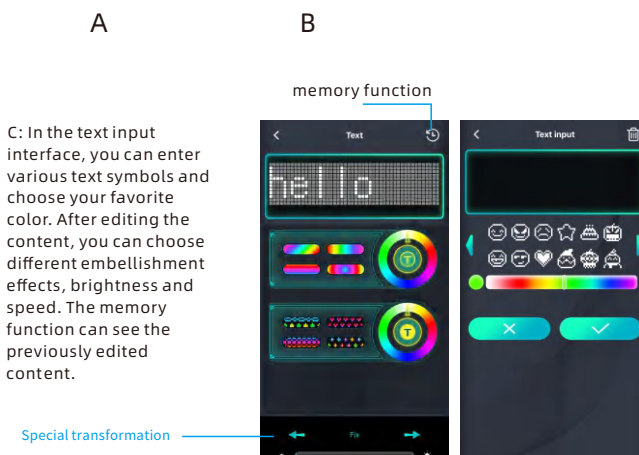 A
B
memory function
C: In the text input
interface, you can enter
various text symbols and
choose your favorite
color. After editing the
content, you can choose
different embellishment
effects, brightness and
speed. The memory
function can see the
previously edited
content.
Special transformation
Text
hello
T
T
Fix
Text input